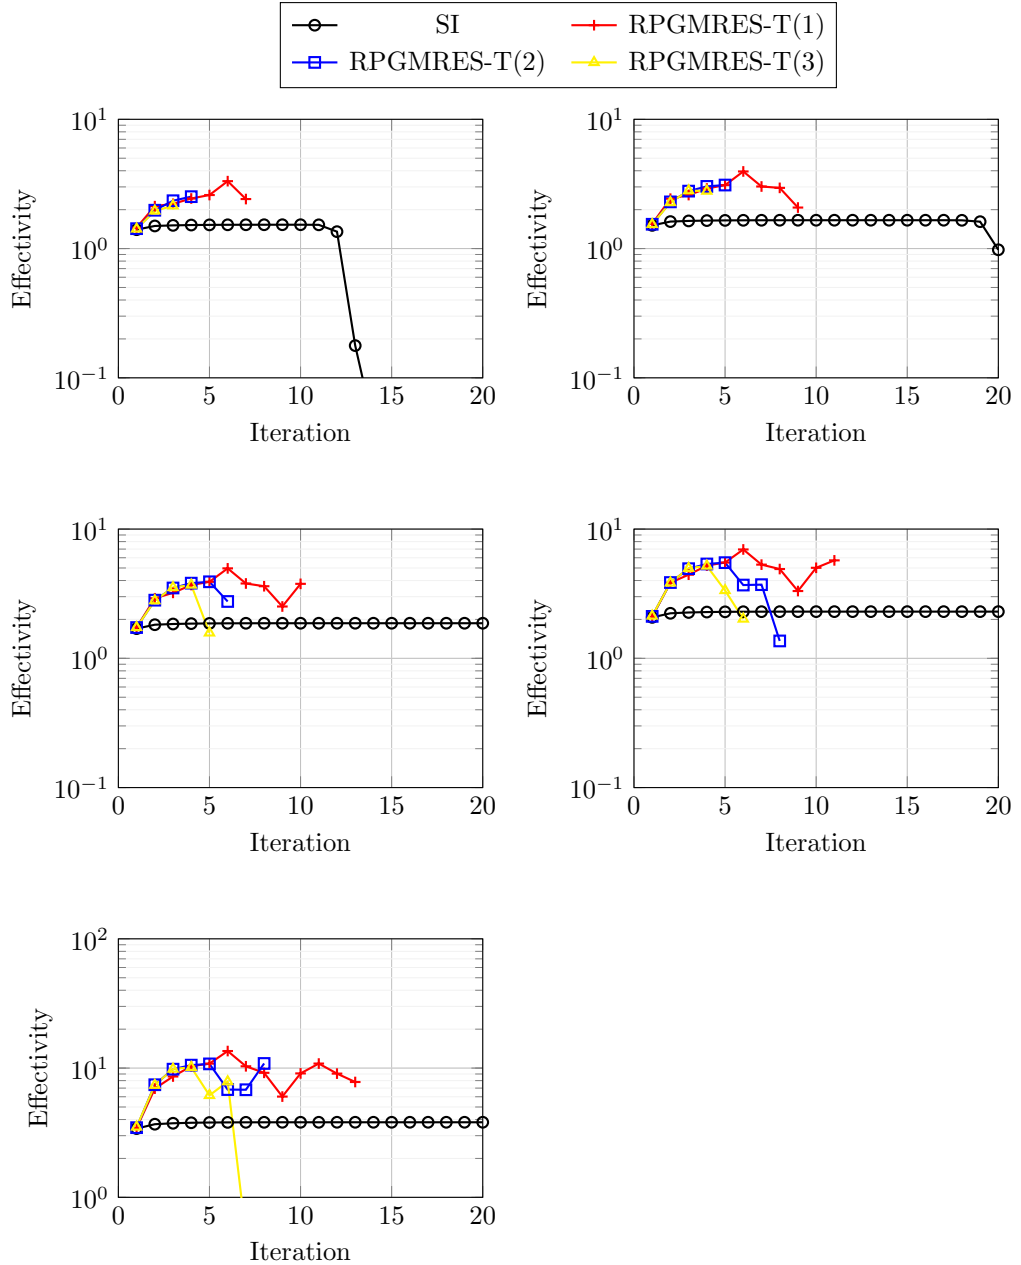 SI
RPGMRES-T(1)
RPGMRES-T(2)
RPGMRES-T(3)
10^1
10^0
10^−1
Effectivity
0 5 10 15 20
Iteration
10^1
10^0
10^−1
Effectivity
0 5 10 15 20
Iteration
10^1
10^0
10^−1
Effectivity
0 5 10 15 20
Iteration
10^1
10^0
10^−1
Effectivity
0 5 10 15 20
Iteration
10^2
10^1
10^0
Effectivity
0 5 10 15 20
Iteration